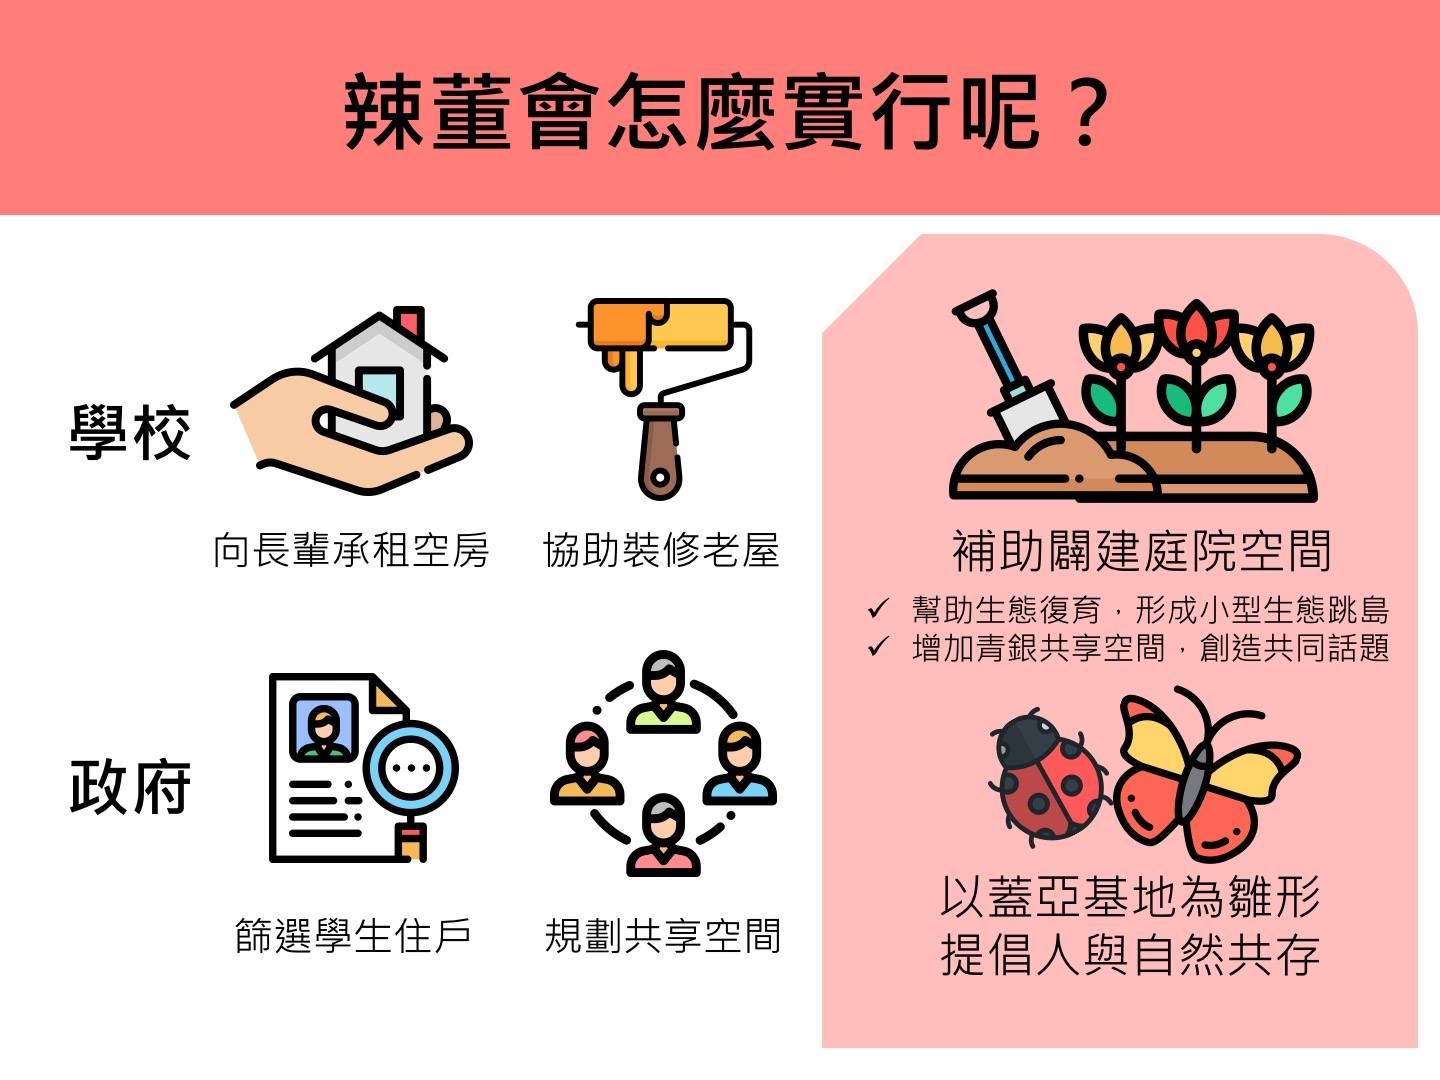 辣董會怎麼實行呢？
學校
向長輩承租空房
協助裝修老屋
政府
篩選學生住戶
規劃共享空間
補助闢建庭院空間
✓ 幫助生態復育，形成小型生態跳島
✓ 增加青銀共享空間，創造共同話題
以蓋亞基地為雛形
提倡人與自然共存